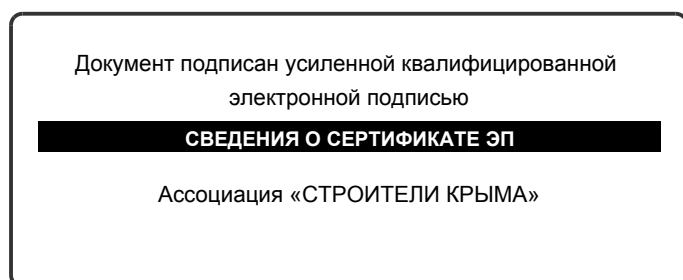 Документ подписан усиленной квалифицированной
электронной подписью
СВЕДЕНИЯ О СЕРТИФИКАТЕ ЭП
Ассоциация «СТРОИТЕЛИ КРЫМА»